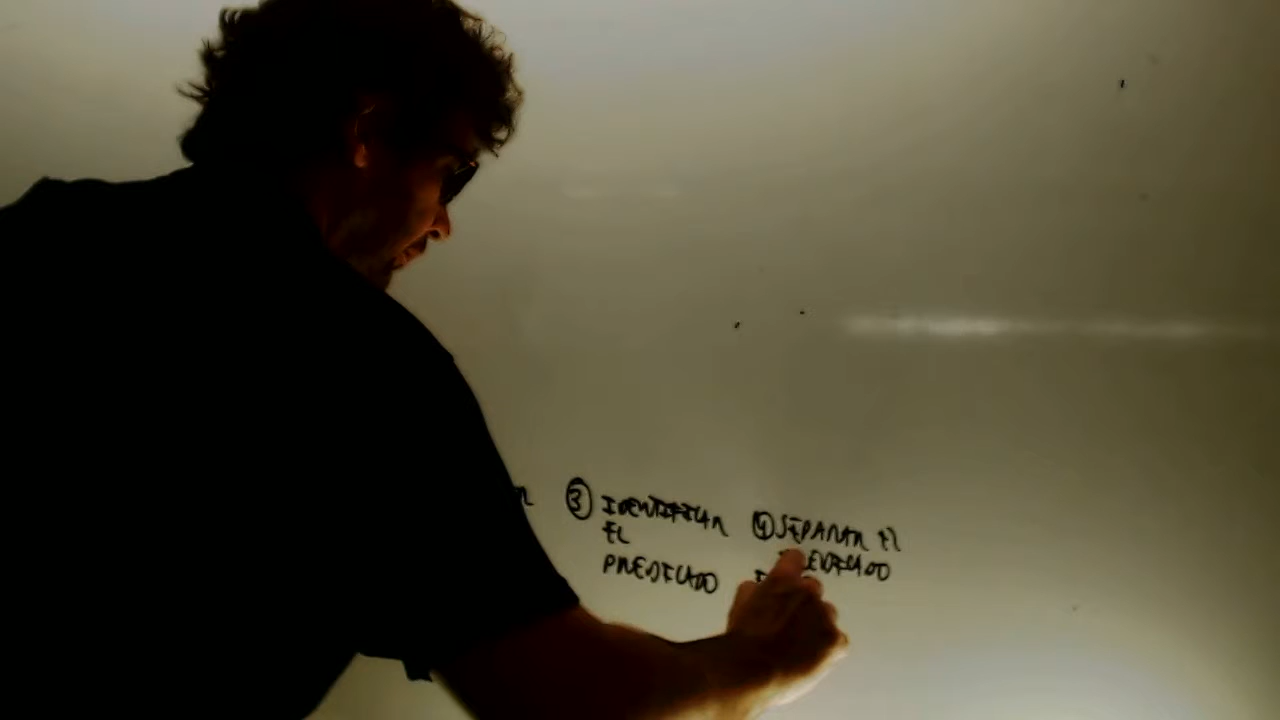 ③ IDENTIFICAR
EL
PREDICADO
④ SEPARAR EL
PREDICADO